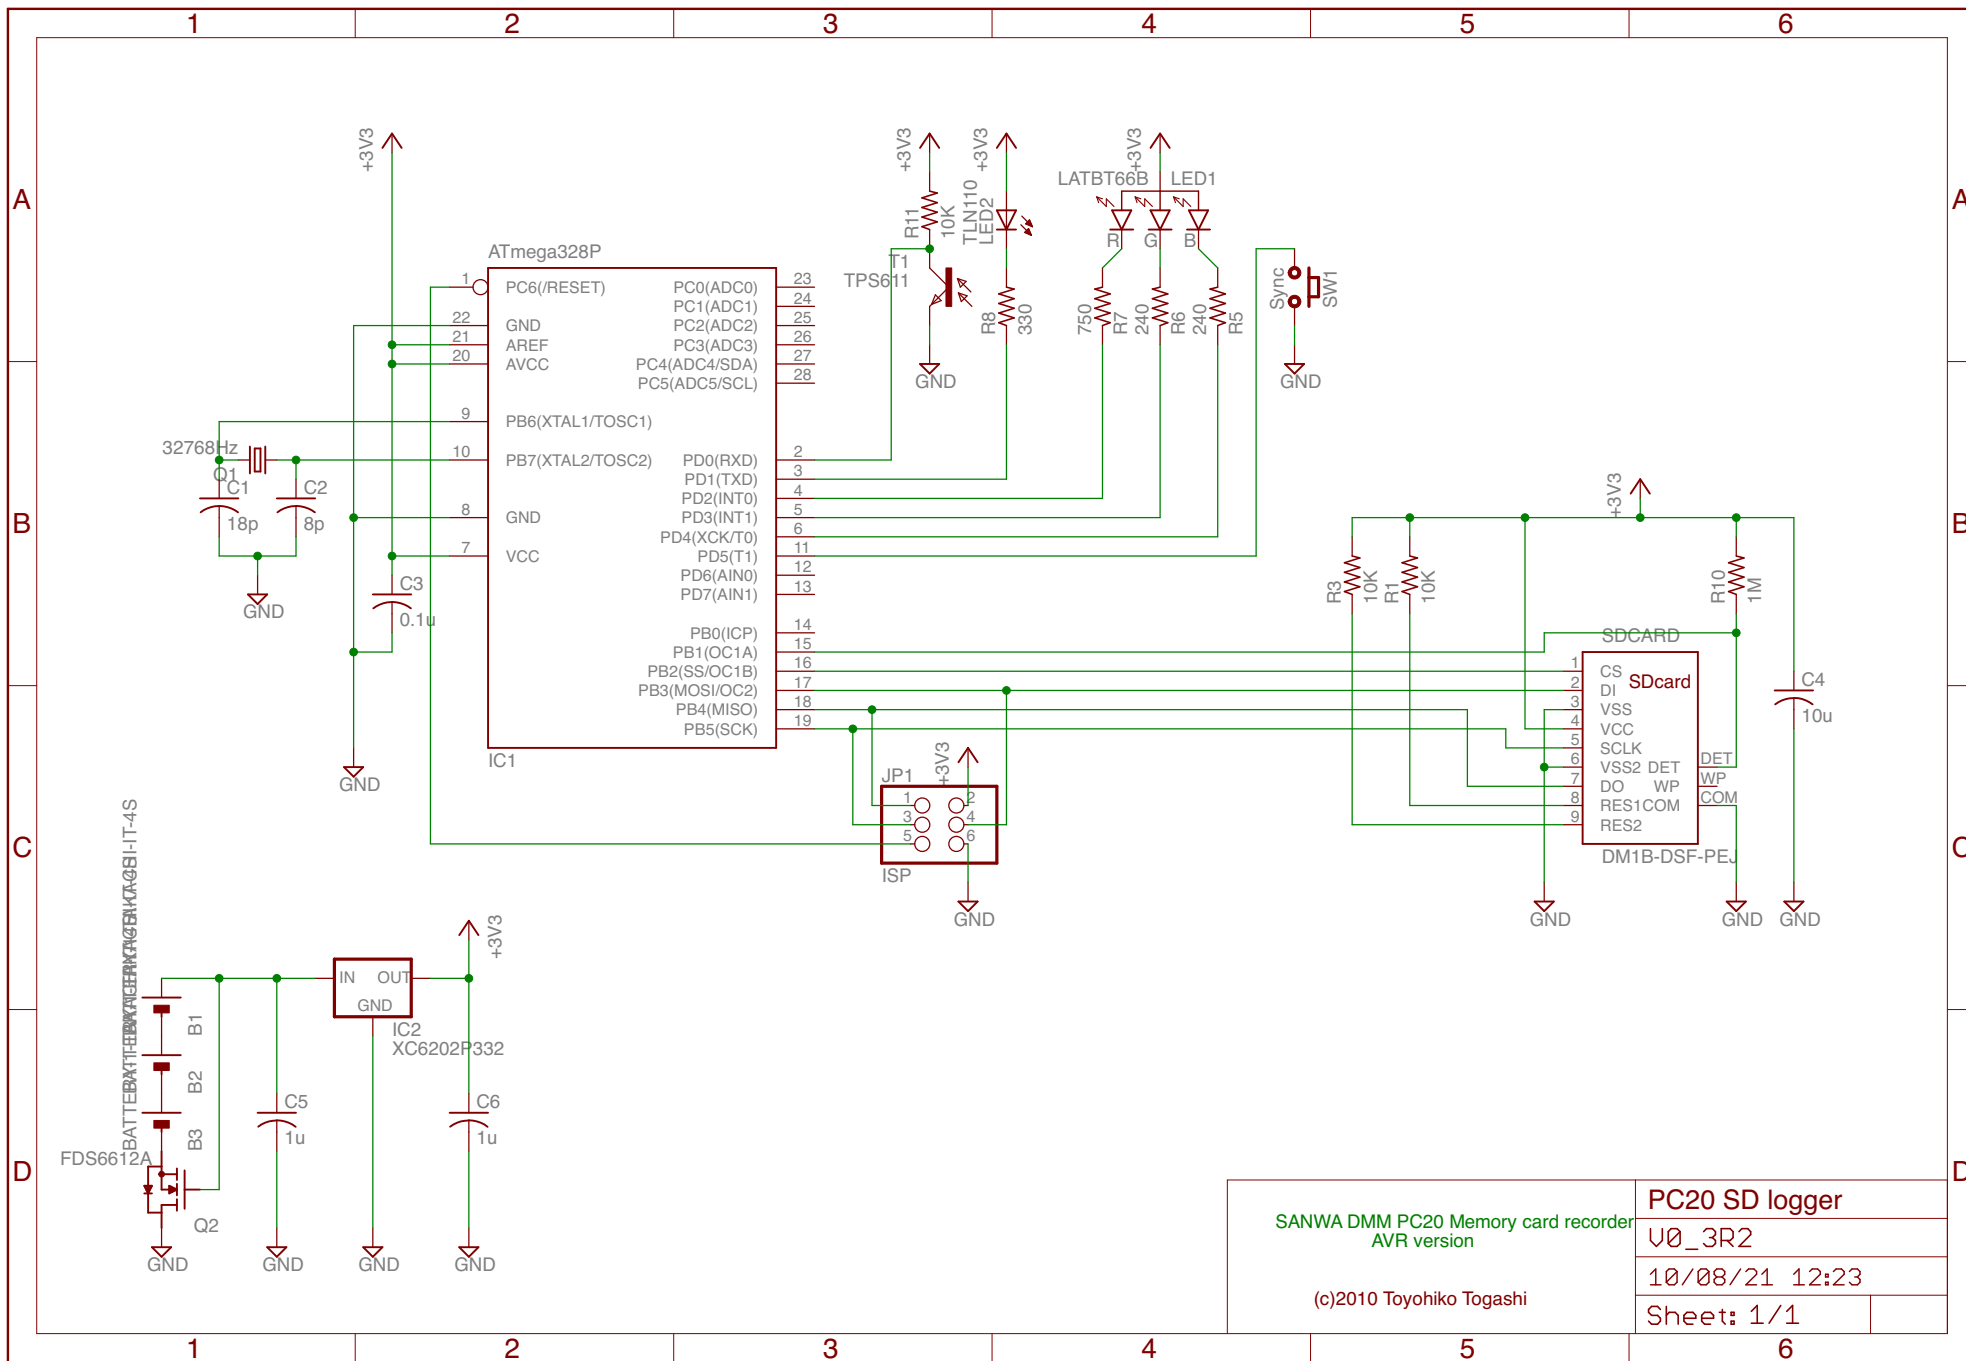 1 2 3 4 5 6
A A
B B
C C
D D
+3V3
ATmega328P
1 PC6(/RESET)
22 GND
21 AREF
20 AVCC
9 PB6(XTAL1/TOSC1)
10 PB7(XTAL2/TOSC2)
8 GND
7 VCC
PC0(ADC0) 23
PC1(ADC1) 24
PC2(ADC2) 25
PC3(ADC3) 26
PC4(ADC4/SDA) 27
PC5(ADC5/SCL) 28
PD0(RXD) 2
PD1(TXD) 3
PD2(INT0) 4
PD3(INT1) 5
PD4(XCK/T0) 6
PD5(T1) 11
PD6(AIN0) 12
PD7(AIN1) 13
PB0(ICP) 14
PB1(OC1A) 15
PB2(SS/OC1B) 16
PB3(MOSI/OC2) 17
PB4(MISO) 18
PB5(SCK) 19
IC1
32768Hz
Q1
C1
18p
C2
8p
GND
C3
0.1u
GND
+3V3
R11
10K
T1
TPS611
GND
+3V3
TLN110
LED2
R8
330
+3V3
LATBT66B LED1
R G B
750
R7
240
R6
240
R5
Sync
SW1
GND
JP1
+3V3
1 2
3 4
5 6
ISP
GND
+3V3
R3
10K
R1
10K
R10
1M
SDCARD
SDcard
1 CS
2 DI
3 VSS
4 VCC
5 SCLK
6 VSS2 DET DET
7 DO WP WP
8 RES1COM COM
9 RES2
DM1B-DSF-PEJ
C4
10u
GND
GND
GND
B1
B2
B3
FDS6612A
Q2
GND
C5
1u
GND
IN OUT
GND
IC2
XC6202P332
GND
+3V3
C6
1u
GND
SANWA DMM PC20 Memory card recorder
AVR version
(c)2010 Toyohiko Togashi
PC20 SD logger
V0_3R2
10/08/21 12:23
Sheet: 1/1
1 2 3 4 5 6